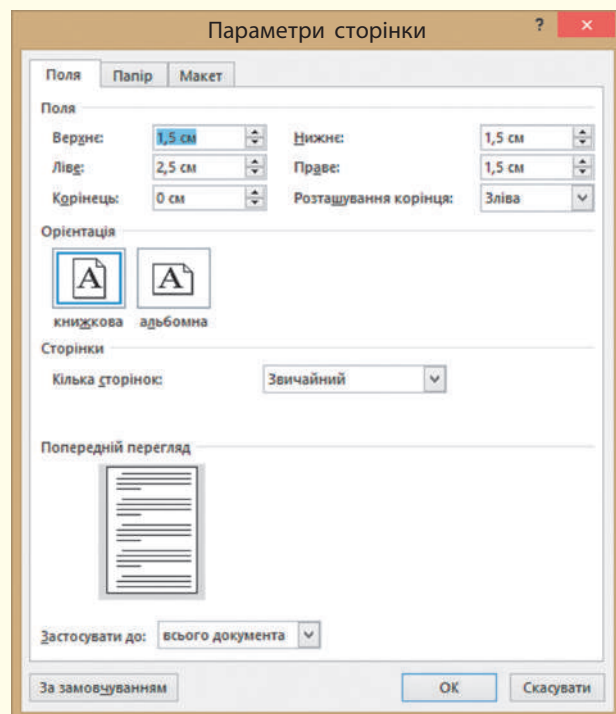 Параметри сторінки ? ×
Поля Папір Макет
Поля
Верхнє: 1,5 см Нижнє: 1,5 см
Ліве: 2,5 см Праве: 1,5 см
Корінець: 0 см Розташування корінця: Зліва
Орієнтація
A A
книжкова альбомна
Сторінки
Кілька сторінок: Звичайний
Попередній перегляд
Застосувати до: всього документа
За замовчуванням ОК Скасувати